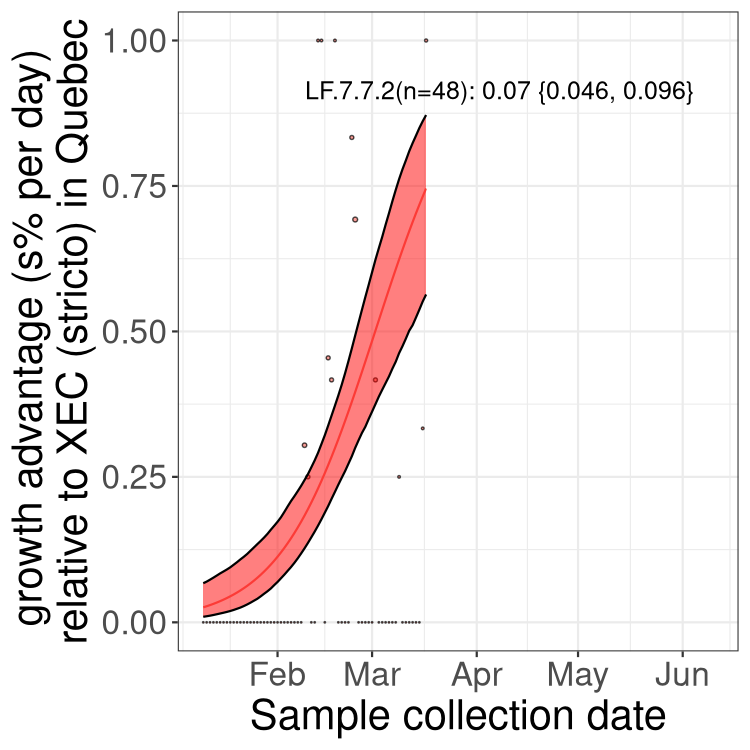 growth advantage (s% per day)
relative to XEC (stricto) in Quebec
1.00
0.75
0.50
0.25
0.00
LF.7.7.2(n=48): 0.07 {0.046, 0.096}
Feb Mar Apr May Jun
Sample collection date